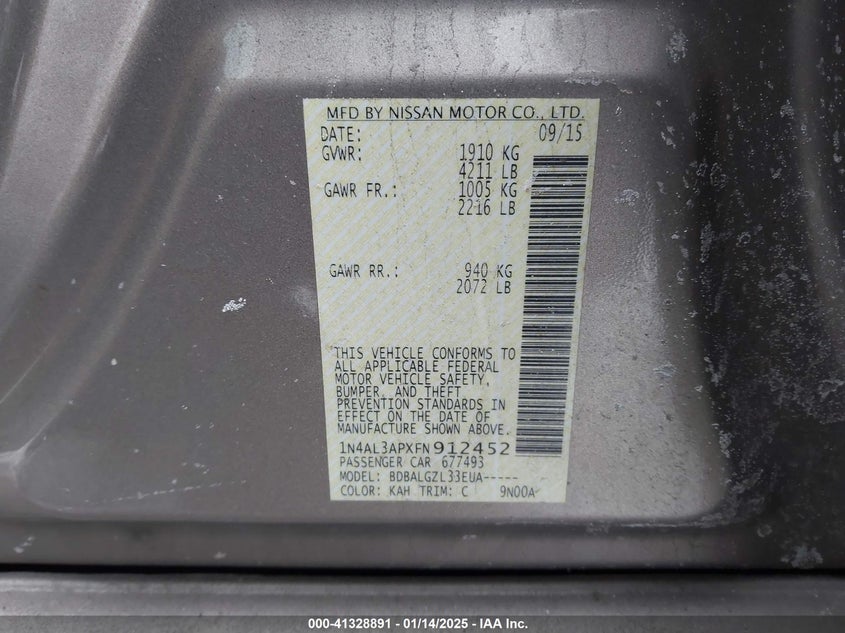 MFD BY NISSAN MOTOR CO., LTD.
DATE: 09/15
GVWR: 1910 KG
4211 LB
GAWR FR.: 1005 KG
2216 LB
GAWR RR.: 940 KG
2072 LB
THIS VEHICLE CONFORMS TO
ALL APPLICABLE FEDERAL
MOTOR VEHICLE SAFETY,
BUMPER, AND THEFT
PREVENTION STANDARDS IN
EFFECT ON THE DATE OF
MANUFACTURE SHOWN ABOVE.
1N4AL3APXFN912452
PASSENGER CAR 677493
MODEL: BDBALGZL33EUA-----
COLOR: KAH TRIM: C 9N00A
000-41328891 - 01/14/2025 - IAA Inc.